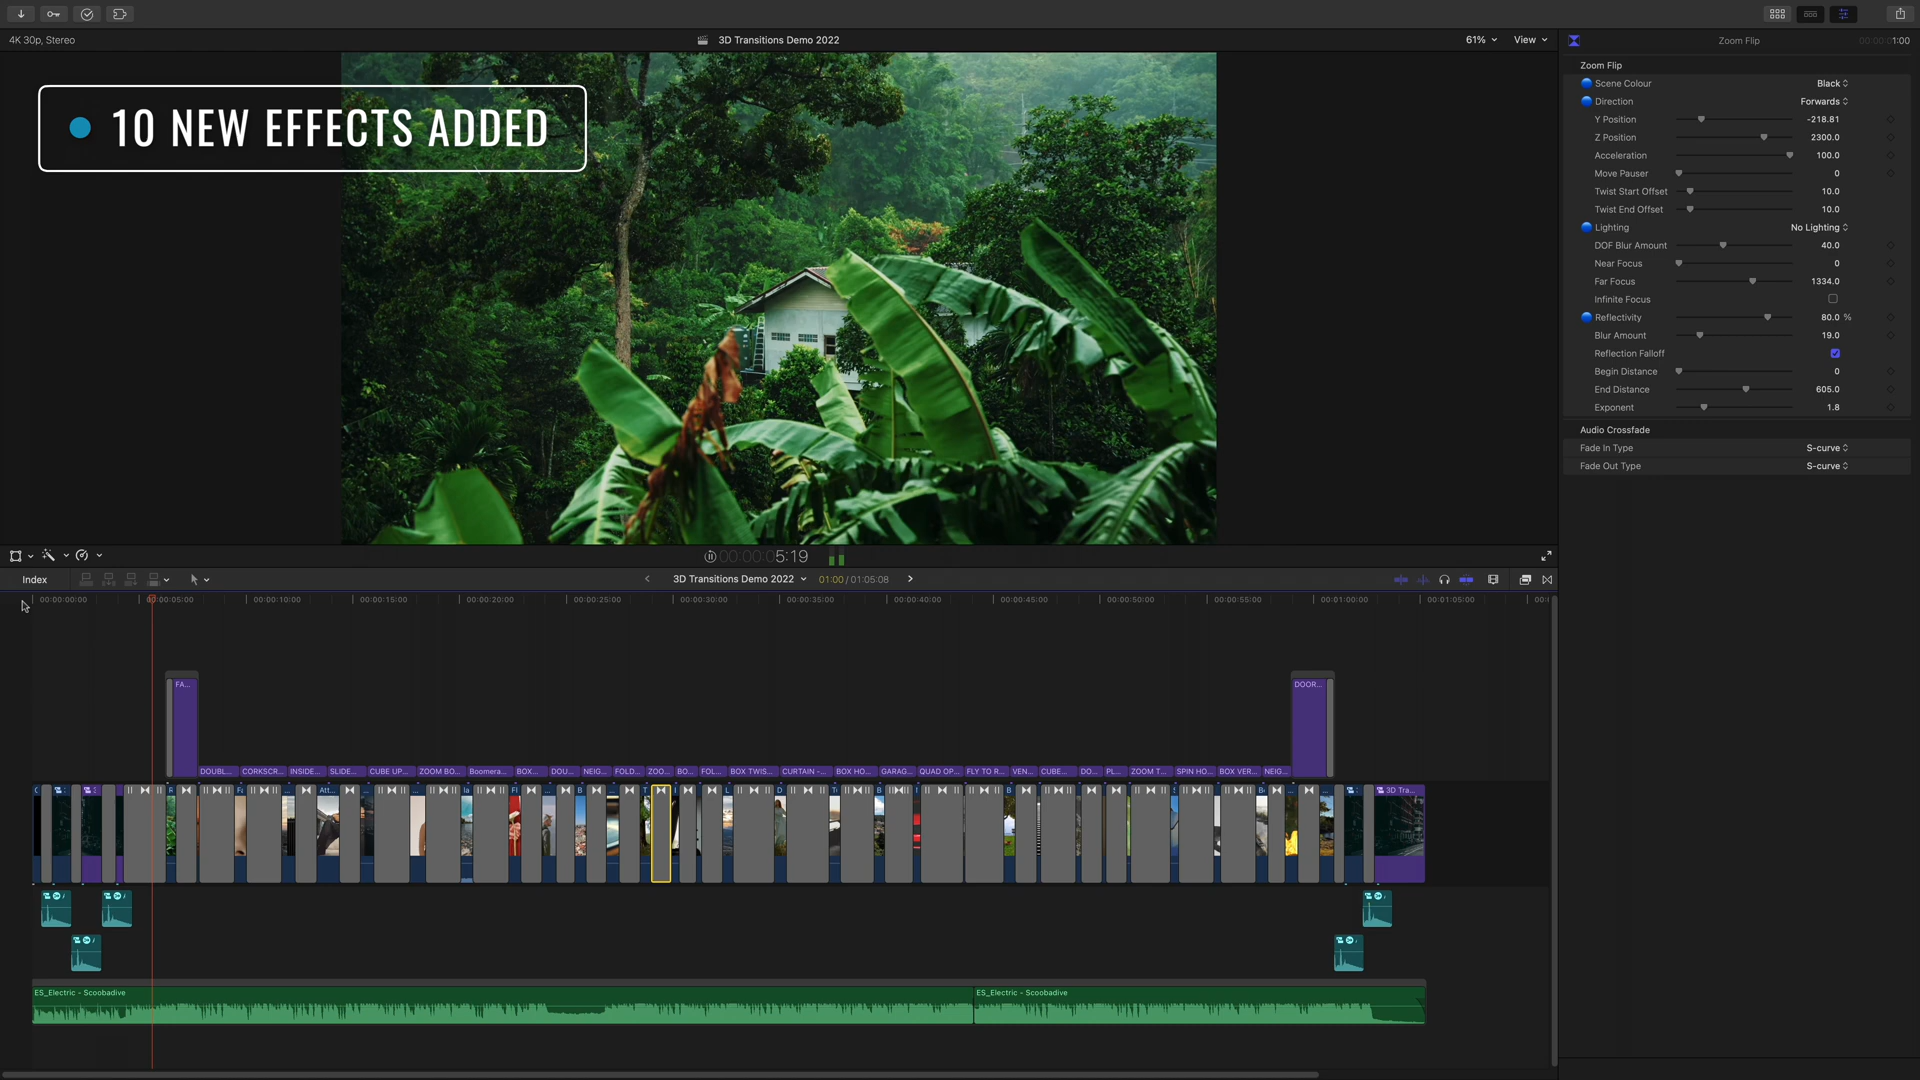 4K 30p, Stereo
3D Transitions Demo 2022
61%
View
Zoom Flip
1:00
10 NEW EFFECTS ADDED
Zoom Flip
Scene Colour Black
Direction Forwards
Y Position -218.81
Z Position 2300.0
Acceleration 100.0
Move Pauser 0
Twist Start Offset 10.0
Twist End Offset 10.0
Lighting No Lighting
DOF Blur Amount 40.0
Near Focus 0
Far Focus 1334.0
Infinite Focus
Reflectivity 80.0 %
Blur Amount 19.0
Reflection Falloff
Begin Distance 0
End Distance 605.0
Exponent 1.8
Audio Crossfade
Fade In Type S-curve
Fade Out Type S-curve
00:00:05:19
Index
3D Transitions Demo 2022
01:00 / 01:05:08
00:00:00:00 00:00:05:00 00:00:10:00 00:00:15:00 00:00:20:00 00:00:25:00 00:00:30:00 00:00:35:00 00:00:40:00 00:00:45:00 00:00:50:00 00:00:55:00 00:01:00:00 00:01:05:00
FA... DOOR...
DOUBL... CORKSCR... INSIDE... SLIDE... CUBE UP... ZOOM BO... Boomera... BOX... DOU... NEIG... FOLD... ZOO... BO... FOL... BOX TWIS... CURTAIN -... BOX HO... GARAG... QUAD OP... FLY TO R... VEN... CUBE... DO... PL... ZOOM T... SPIN HO... BOX VER... NEIG...
Att...
3D Tra...
ES_Electric - Scoobadive ES_Electric - Scoobadive